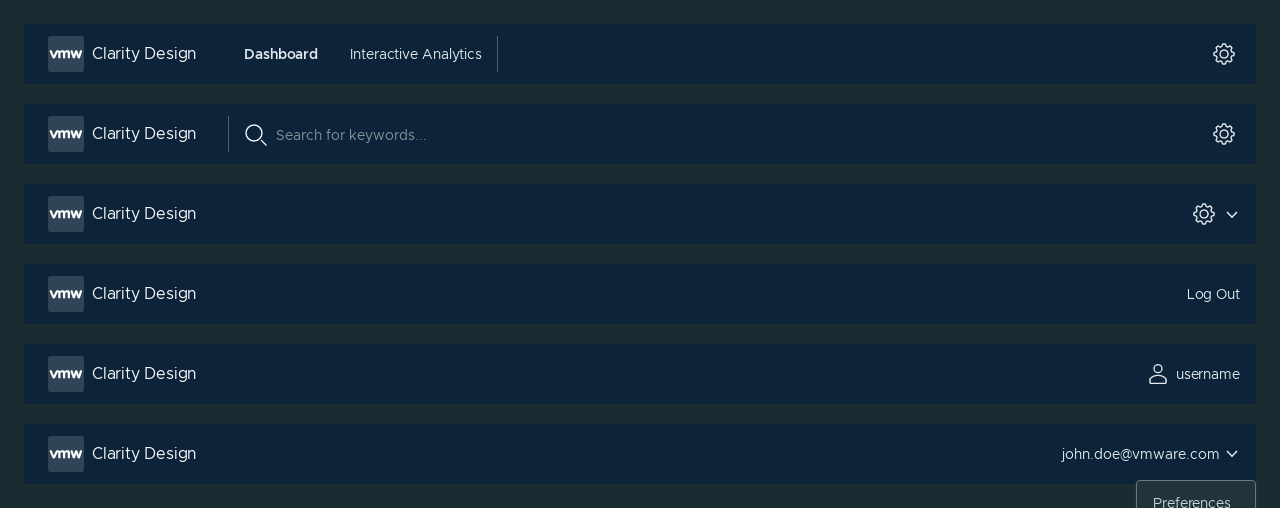 vmw Clarity Design Dashboard Interactive Analytics
vmw Clarity Design Search for keywords...
vmw Clarity Design
vmw Clarity Design Log Out
vmw Clarity Design username
vmw Clarity Design john.doe@vmware.com
Preferences